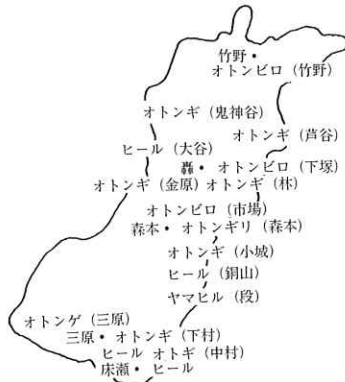 竹野・
オトンビロ（竹野）
オトンギ（鬼神谷）
オトンギ（芦谷）
ヒール（大谷）
轟・オトンビロ（下塚）
オトンギ（金原）オトンギ（林）
オトンビロ（市場）
森本・オトンギリ（森本）
オトンギ（小城）
ヒール（銅山）
ヤマヒル（段）
オトンゲ（三原）
三原・オトンギ（下村）
ヒール オトギ（中村）
床瀬・ヒール